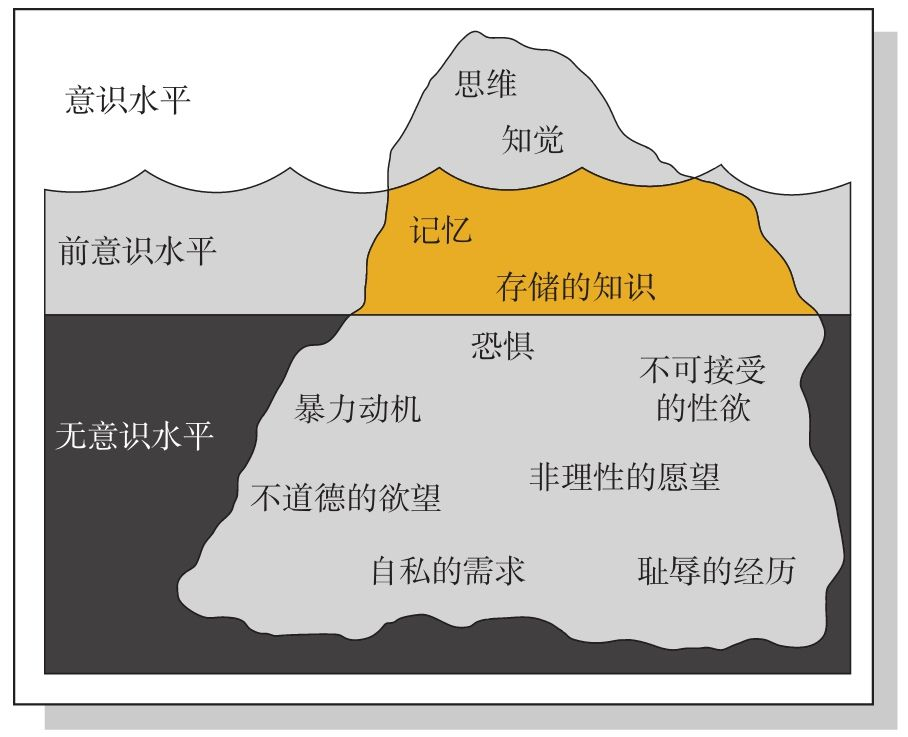 思维
意识水平
知觉
记忆
前意识水平
存储的知识
恐惧
不可接受
的性欲
暴力动机
无意识水平
非理性的愿望
不道德的欲望
自私的需求
耻辱的经历